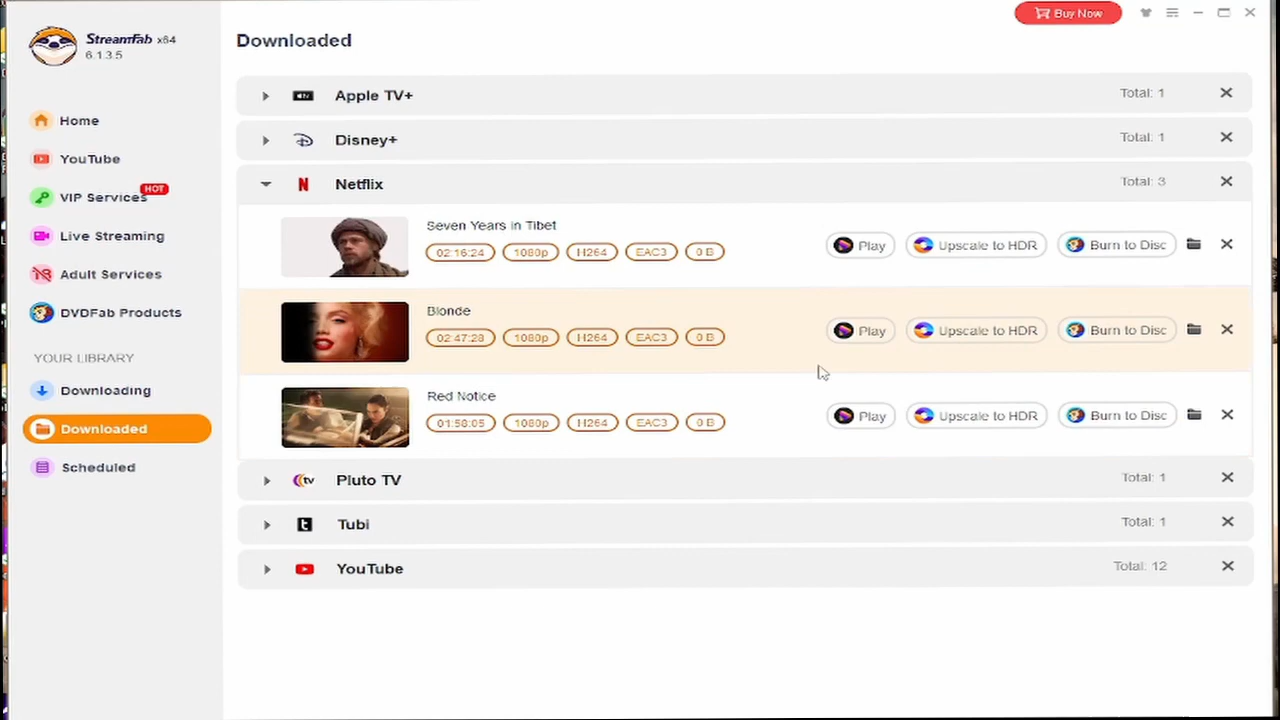 Buy Now
StreamFab x64
6.1.3.5
Downloaded
Apple TV+ Total: 1
Disney+ Total: 1
Netflix Total: 3
Seven Years in Tibet
02:16:24 1080p H264 EAC3 0 B Play Upscale to HDR Burn to Disc
Blonde
02:47:28 1080p H264 EAC3 0 B Play Upscale to HDR Burn to Disc
Red Notice
01:58:05 1080p H264 EAC3 0 B Play Upscale to HDR Burn to Disc
Pluto TV Total: 1
Tubi Total: 1
YouTube Total: 12
Home
YouTube
VIP Services HOT
Live Streaming
Adult Services
DVDFab Products
YOUR LIBRARY
Downloading
Downloaded
Scheduled